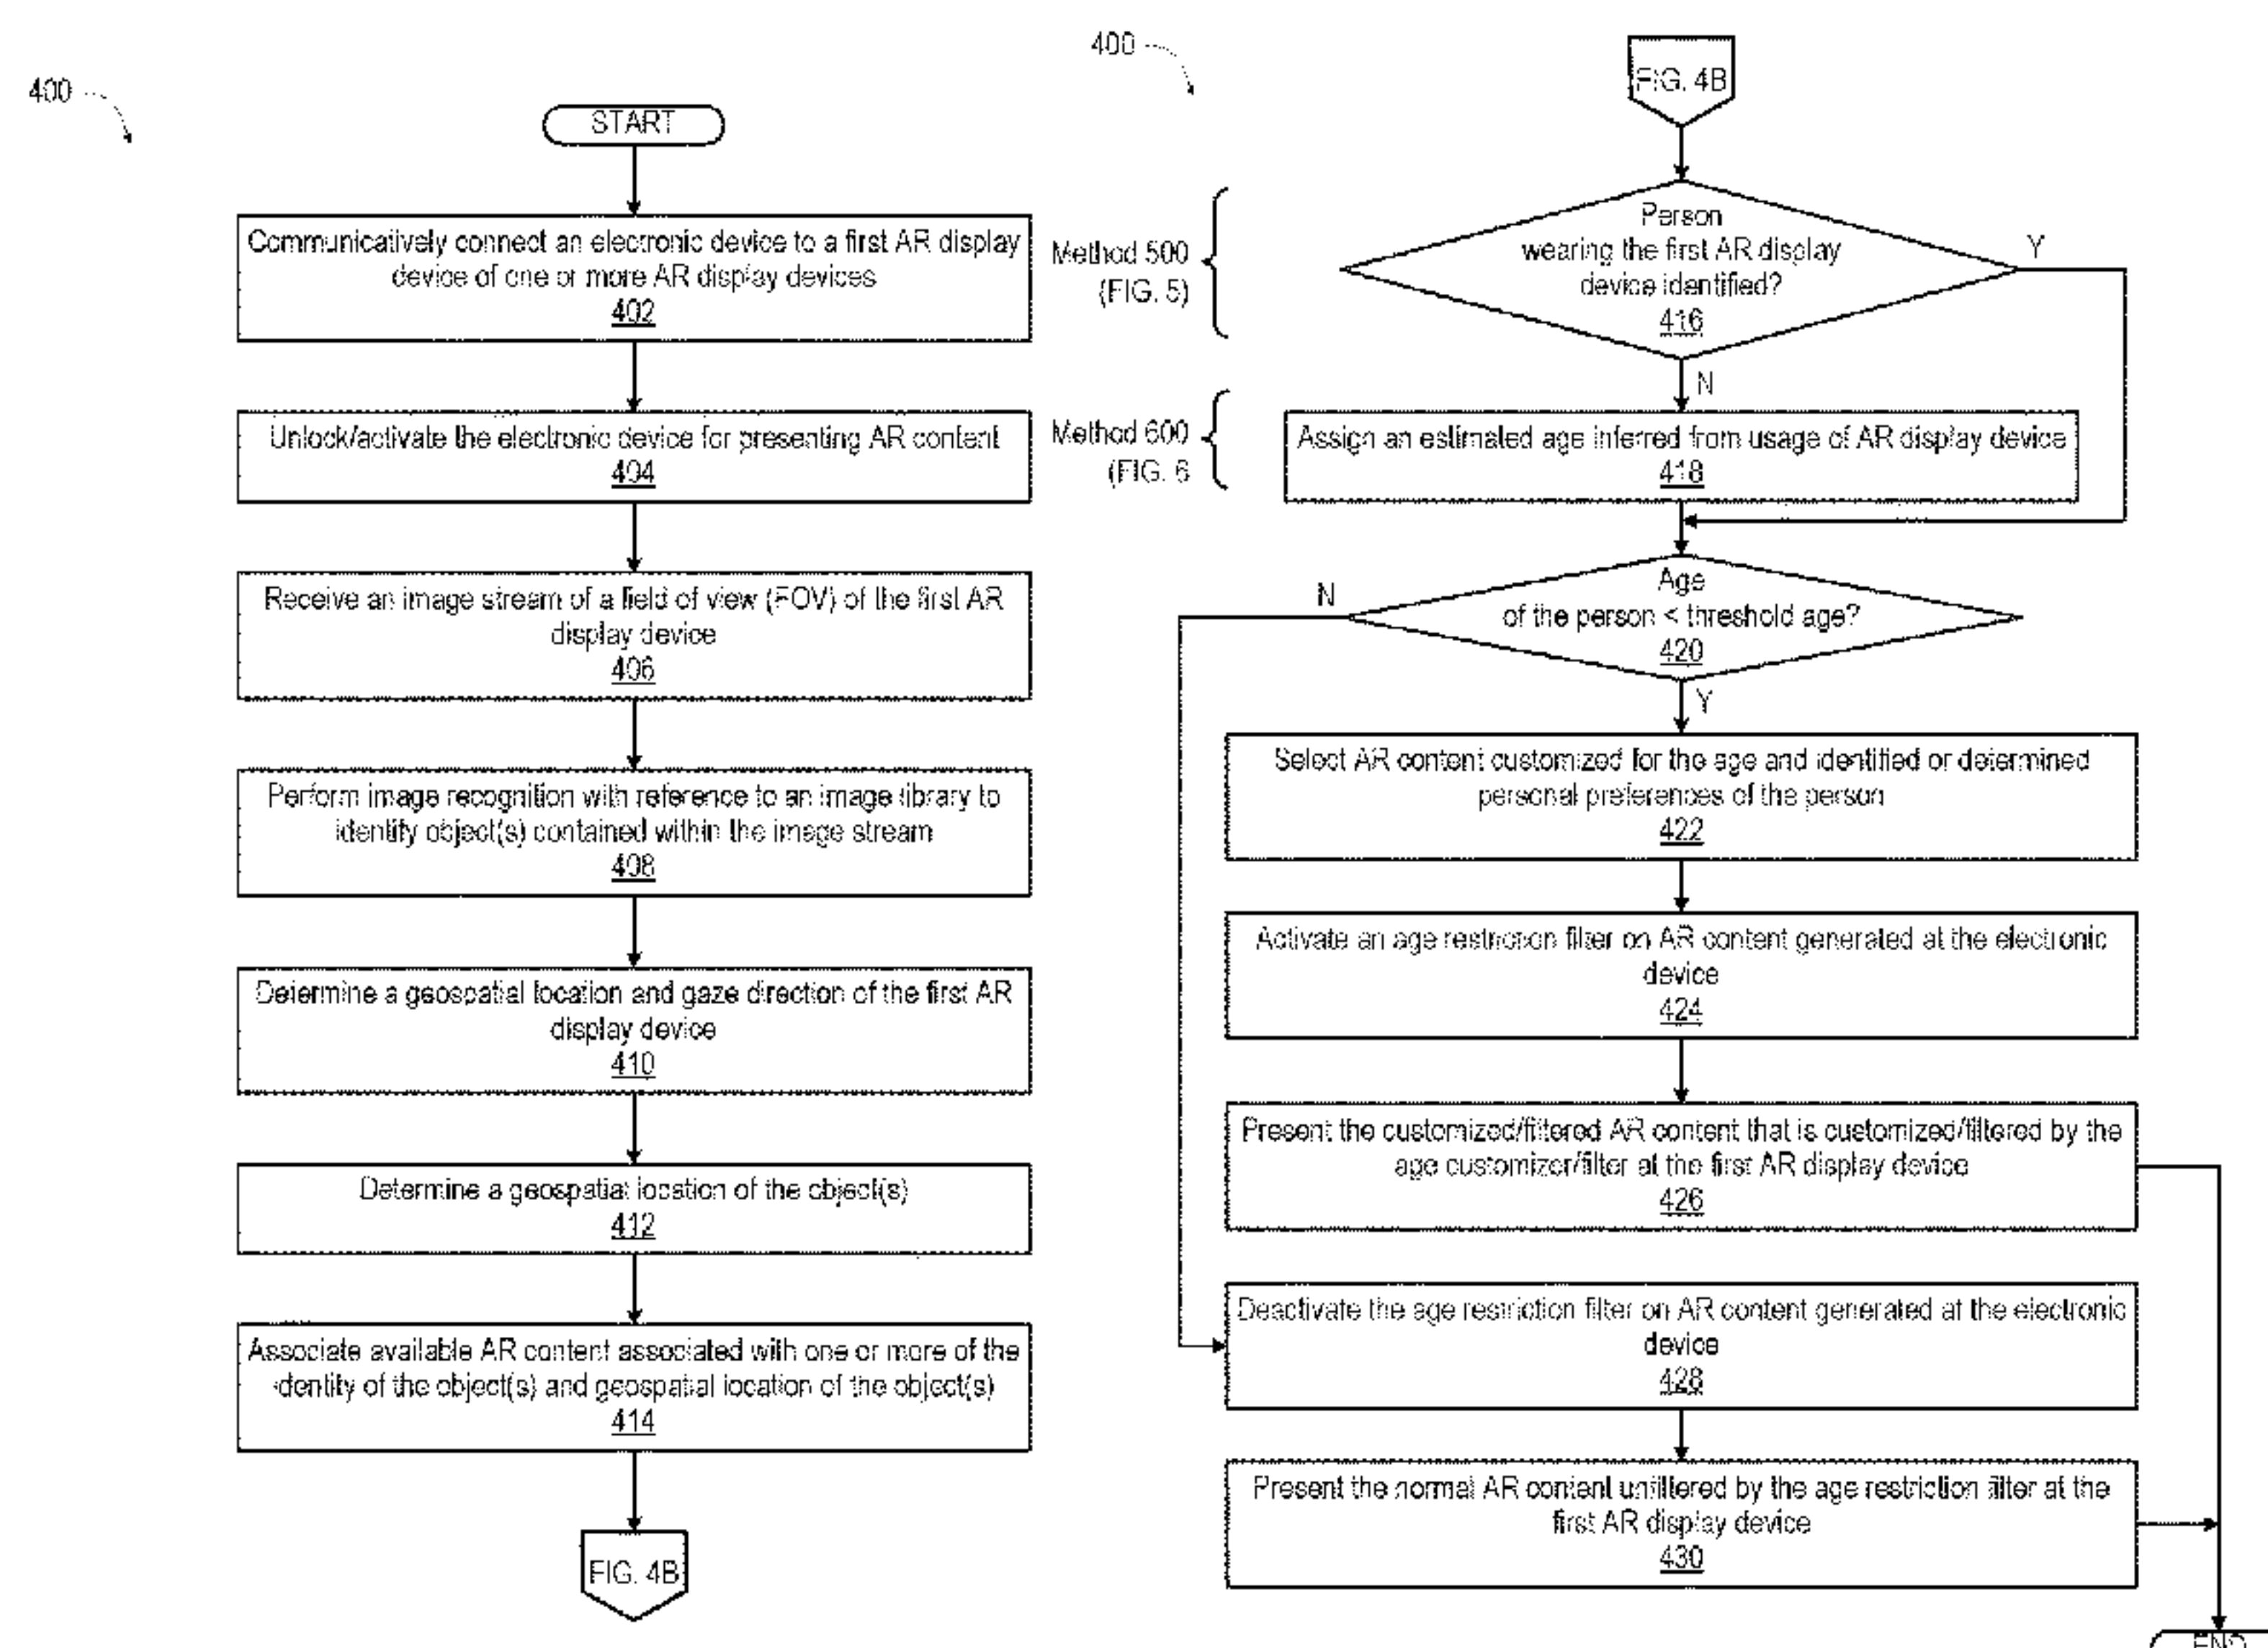 400
START
Communicatively connect an electronic device to a first AR display
device of one or more AR display devices
402
Unlock/activate the electronic device for presenting AR content
404
Receive an image stream of a field of view (FOV) of the first AR
display device
406
Perform image recognition with reference to an image library to
identify object(s) contained within the image stream
408
Determine a geospatial location and gaze direction of the first AR
display device
410
Determine a geospatial location of the object(s)
412
Associate available AR content associated with one or more of the
identity of the object(s) and geospatial location of the object(s)
414
FIG. 4B
400
FIG. 4B
Method 500
(FIG. 5)
Person
wearing the first AR display
device identified?
416
Y
N
Method 600
(FIG. 6
Assign an estimated age inferred from usage of AR display device
418
N
Age
of the person < threshold age?
420
Y
Select AR content customized for the age and identified or determined
personal preferences of the person
422
Activate an age restriction filter on AR content generated at the electronic
device
424
Present the customized/filtered AR content that is customized/filtered by the
age customizer/filter at the first AR display device
426
Deactivate the age restriction filter on AR content generated at the electronic
device
428
Present the normal AR content unfiltered by the age restriction filter at the
first AR display device
430
END